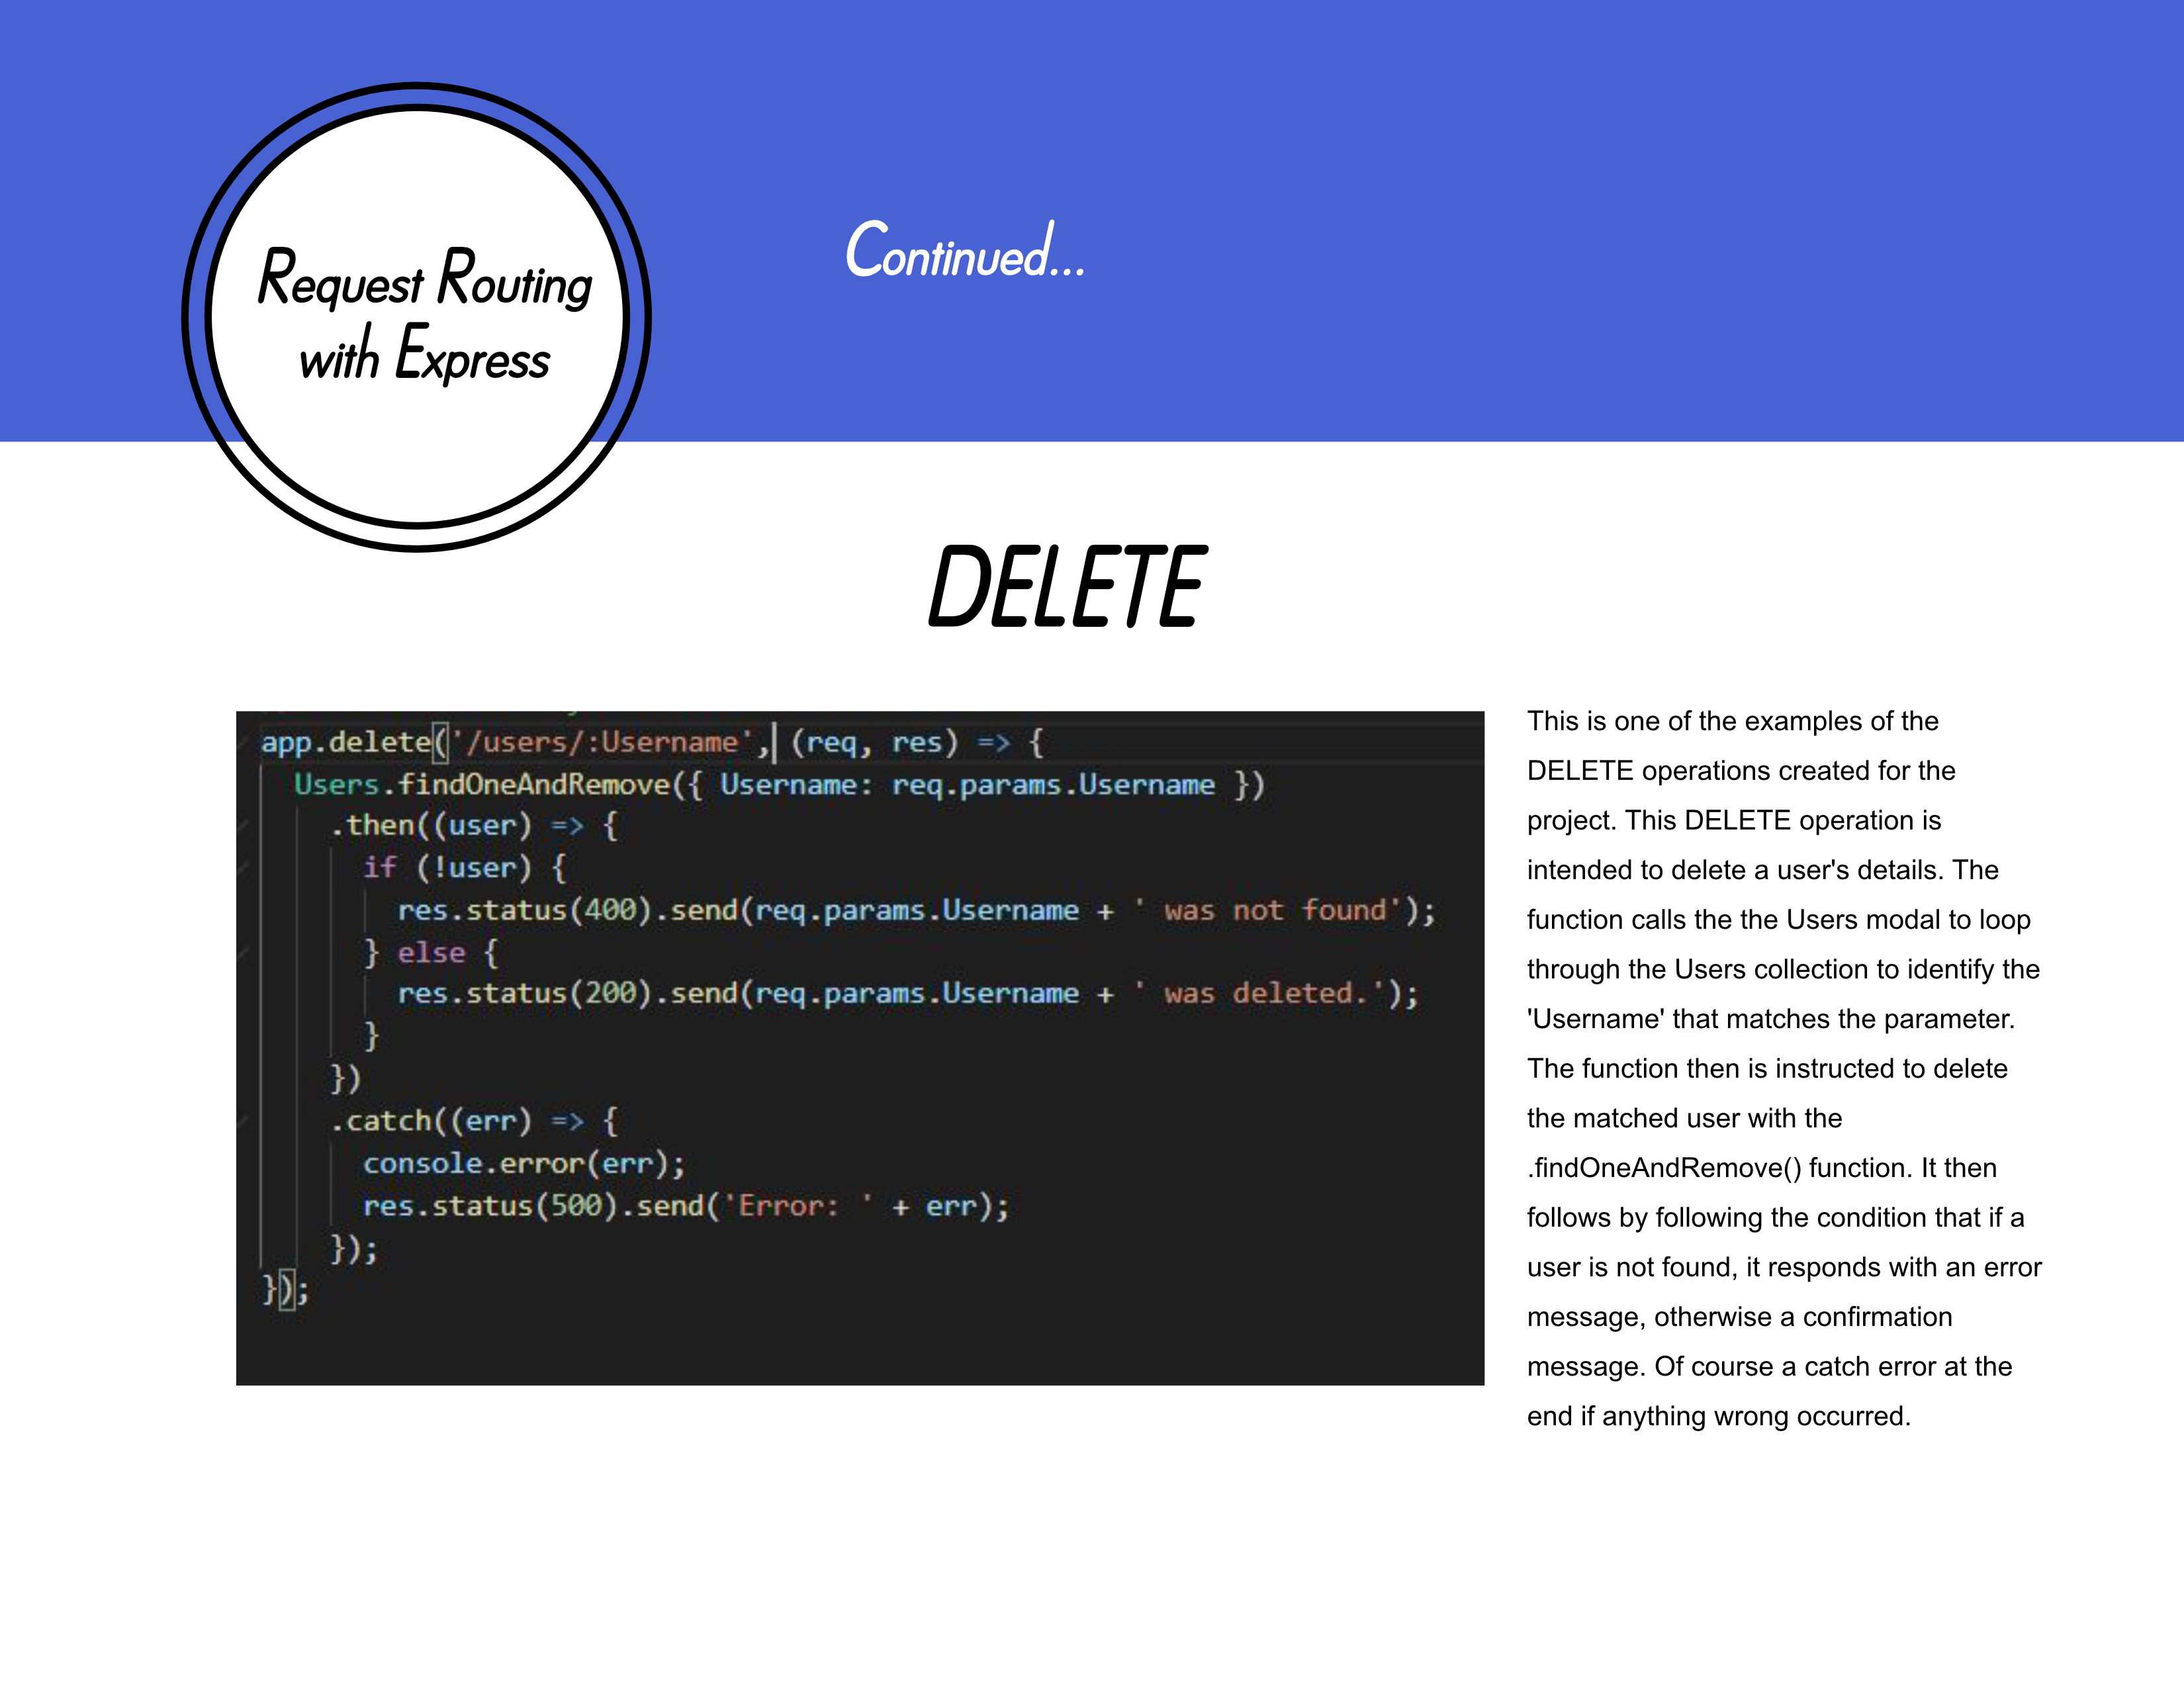 Request Routing
with Express
Continued...
DELETE
app.delete('/users/:Username', (req, res) => {
Users.findOneAndRemove({ Username: req.params.Username })
.then((user) => {
if (!user) {
res.status(400).send(req.params.Username + ' was not found');
} else {
res.status(200).send(req.params.Username + ' was deleted.');
}
})
.catch((err) => {
console.error(err);
res.status(500).send('Error: ' + err);
});
});
This is one of the examples of the
DELETE operations created for the
project. This DELETE operation is
intended to delete a user's details. The
function calls the the Users modal to loop
through the Users collection to identify the
'Username' that matches the parameter.
The function then is instructed to delete
the matched user with the
.findOneAndRemove() function. It then
follows by following the condition that if a
user is not found, it responds with an error
message, otherwise a confirmation
message. Of course a catch error at the
end if anything wrong occurred.